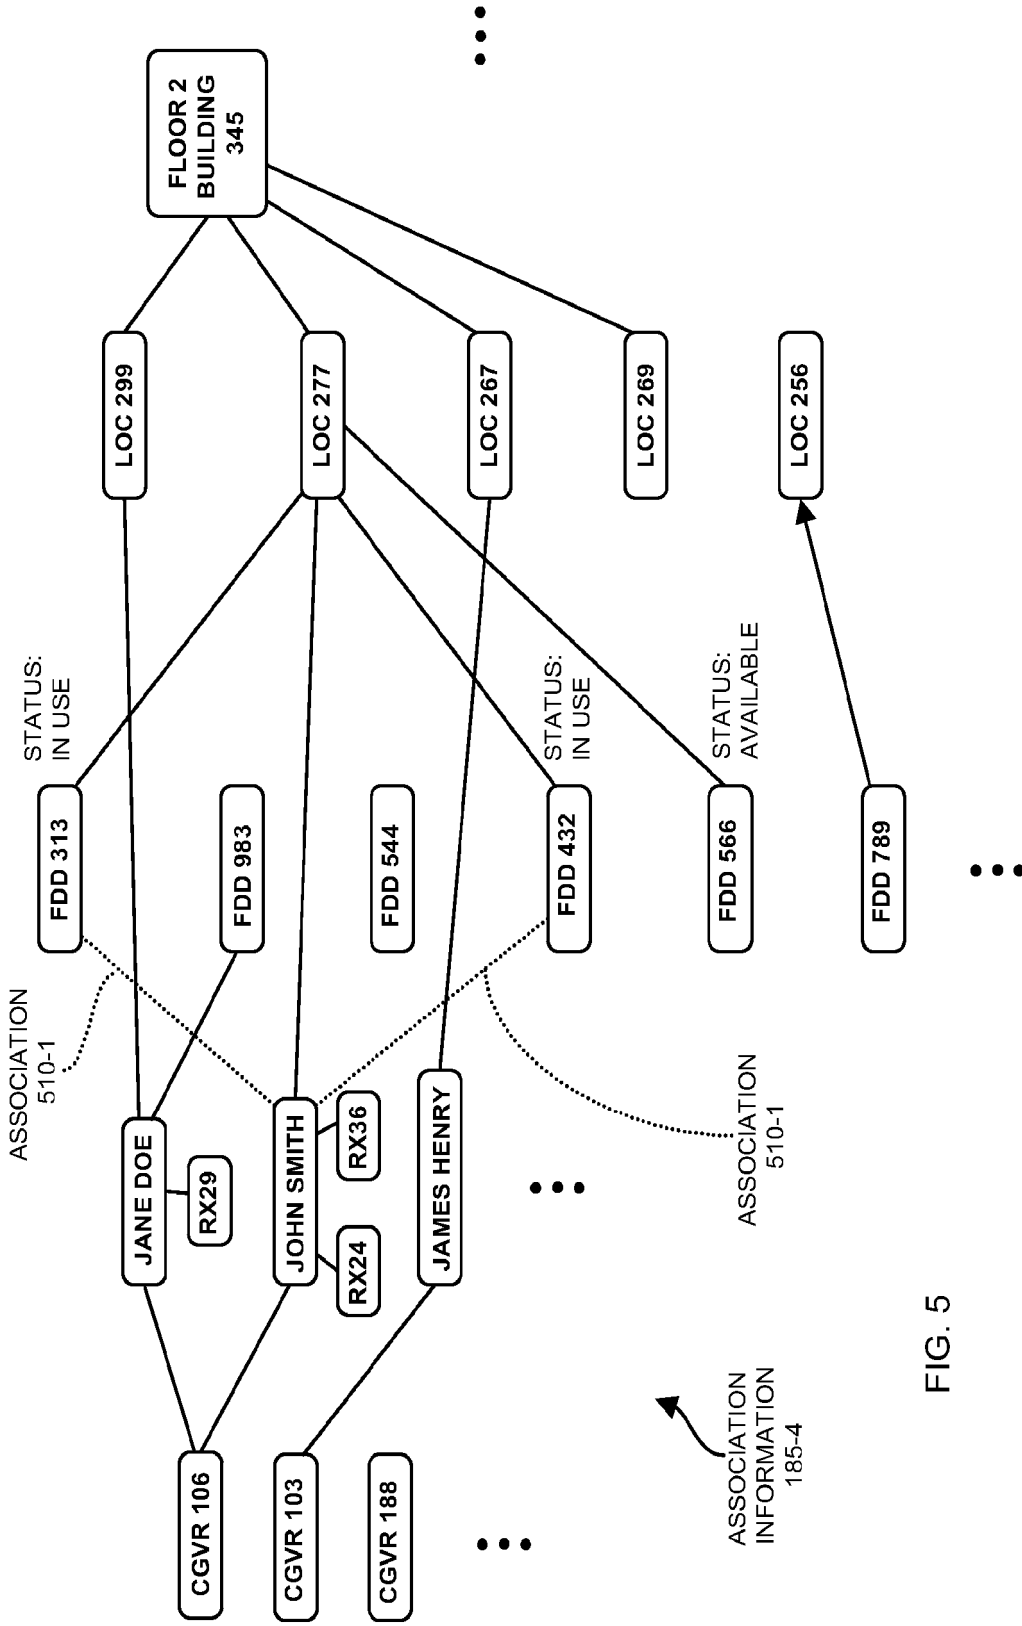 CGVR 106
CGVR 103
CGVR 188
ASSOCIATION
INFORMATION
185-4
JANE DOE
RX29
JOHN SMITH
RX24
RX36
JAMES HENRY
ASSOCIATION
510-1
ASSOCIATION
510-1
FDD 313
STATUS:
IN USE
FDD 983
FDD 544
FDD 432
STATUS:
IN USE
FDD 566
STATUS:
AVAILABLE
FDD 789
LOC 299
LOC 277
LOC 267
LOC 269
LOC 256
FLOOR 2
BUILDING
345
FIG. 5